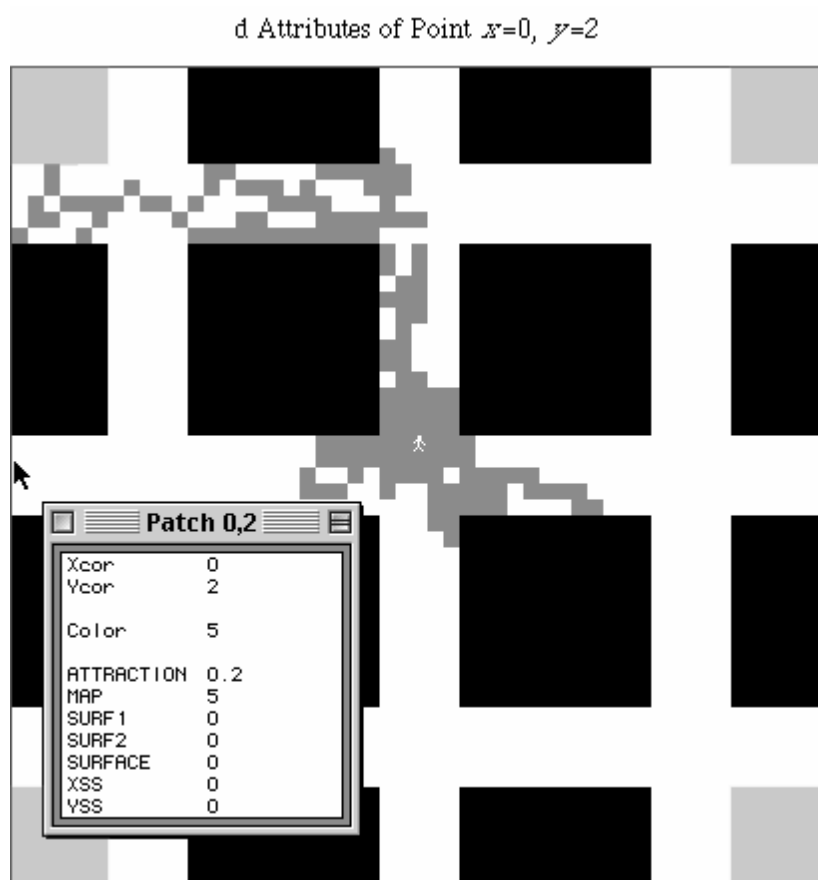 d Attributes of Point x=0, y=2
Patch 0,2
Xcor 0
Ycor 2
Color 5
ATTRACTION 0.2
MAP 5
SURF1 0
SURF2 0
SURFACE 0
XSS 0
YSS 0